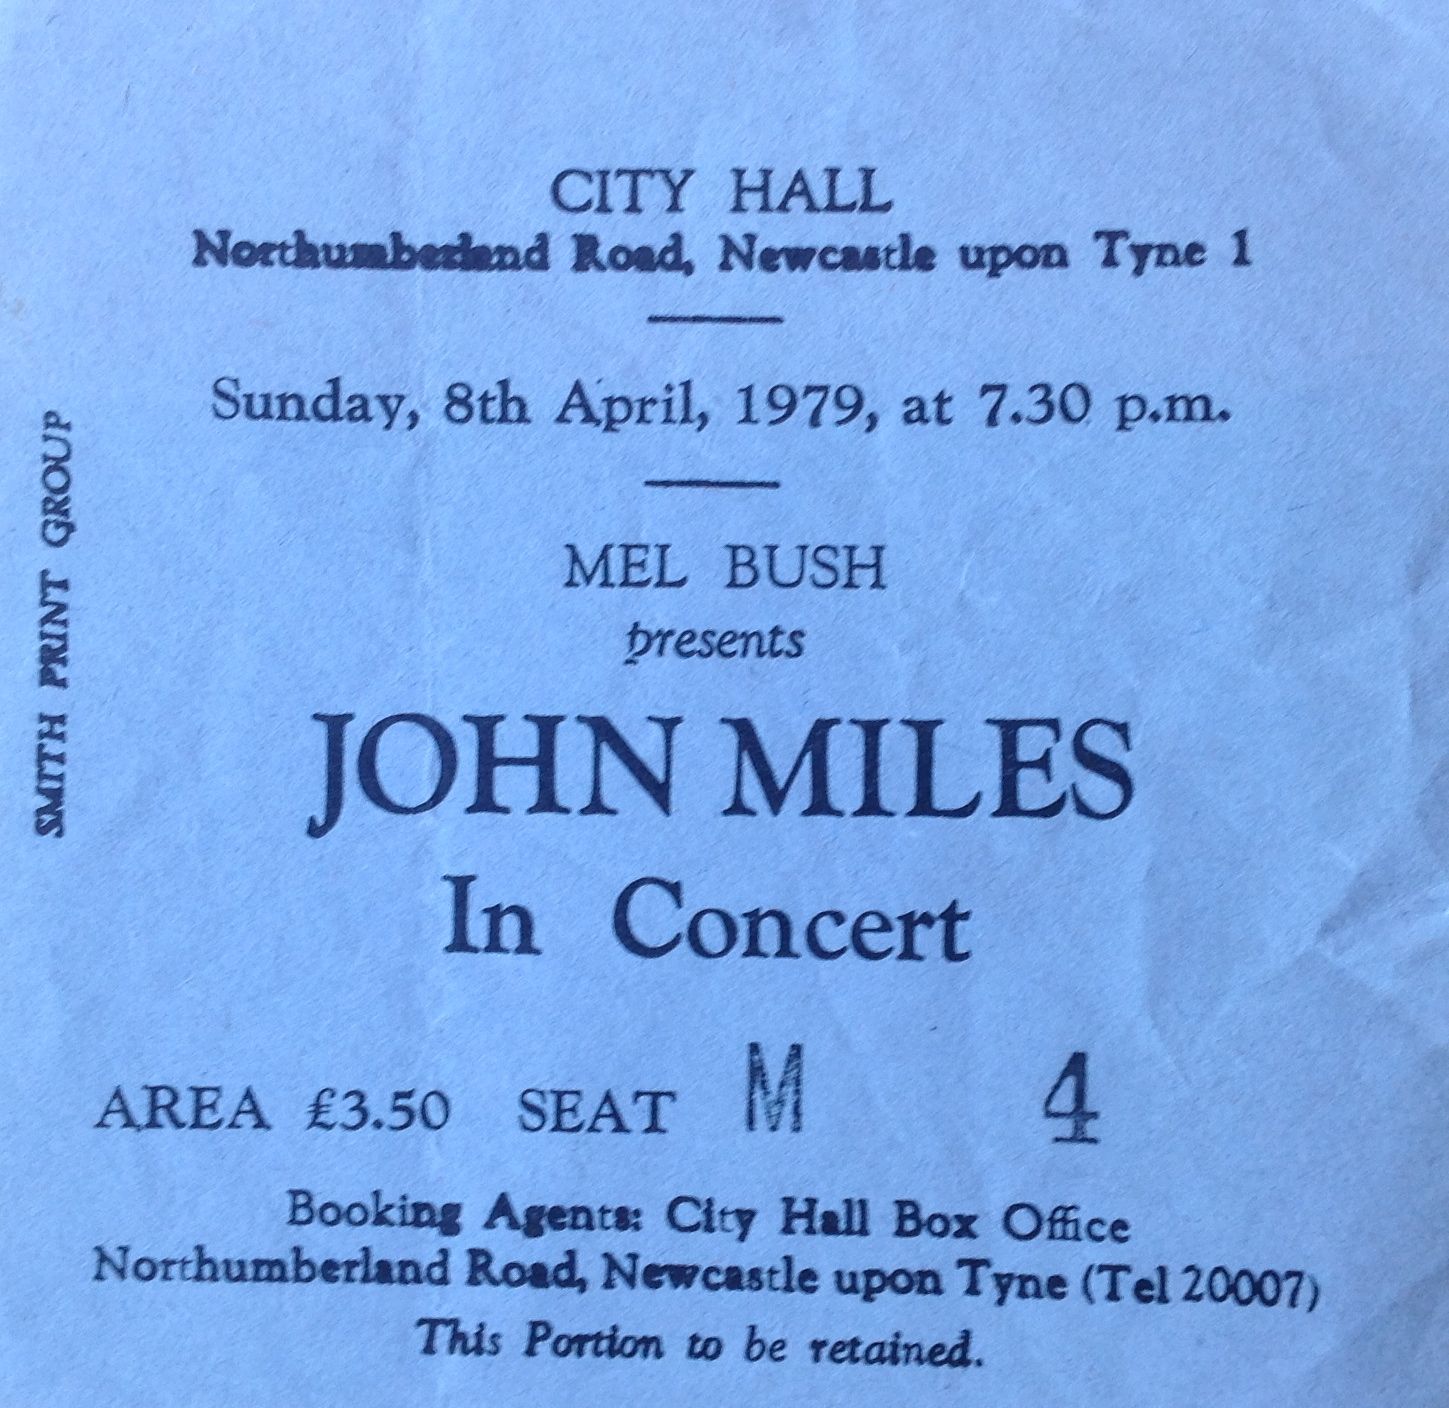 CITY HALL
Northumberland Road, Newcastle upon Tyne 1
Sunday, 8th April, 1979, at 7.30 p.m.
MEL BUSH
presents
JOHN MILES
In Concert
AREA £3.50 SEAT M 4
Booking Agents: City Hall Box Office
Northumberland Road, Newcastle upon Tyne (Tel 20007)
This Portion to be retained.
SMITH PRINT GROUP